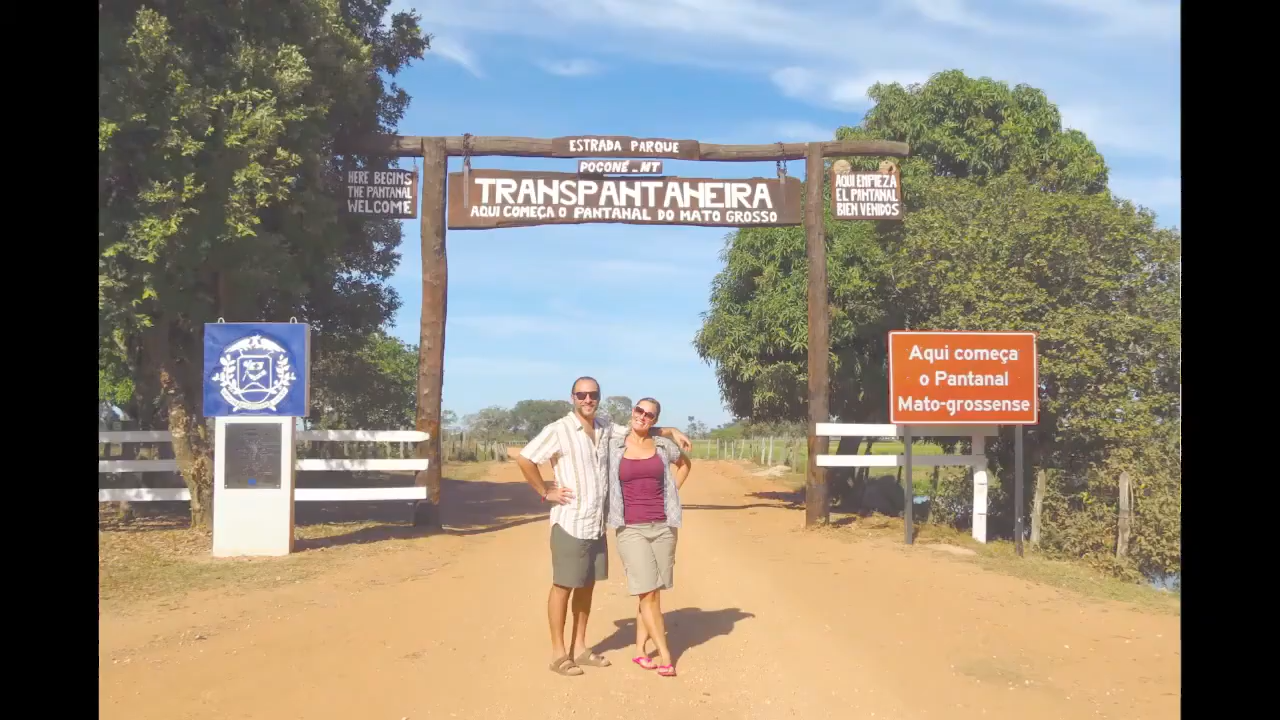 ESTRADA PARQUE
POCONÉ - MT
TRANSPANTANEIRA
AQUI COMEÇA O PANTANAL DO MATO GROSSO
HERE BEGINS
THE PANTANAL
WELCOME
AQUI EMPIEZA
EL PANTANAL
BIEN VENIDOS
Aqui começa
o Pantanal
Mato-grossense